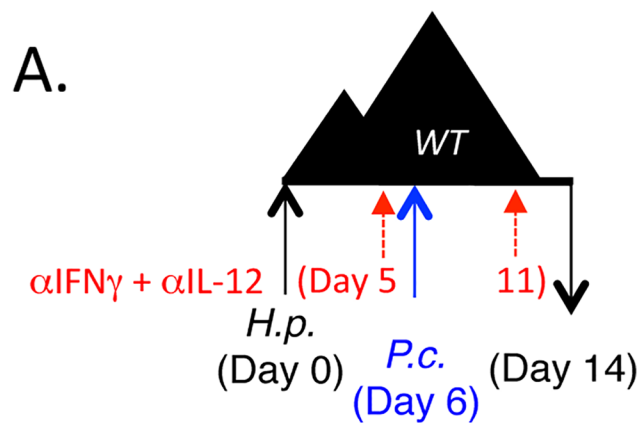 A.
WT
αIFNγ + αIL-12 (Day 5 11)
H.p.
(Day 0)
P.c.
(Day 6)
(Day 14)